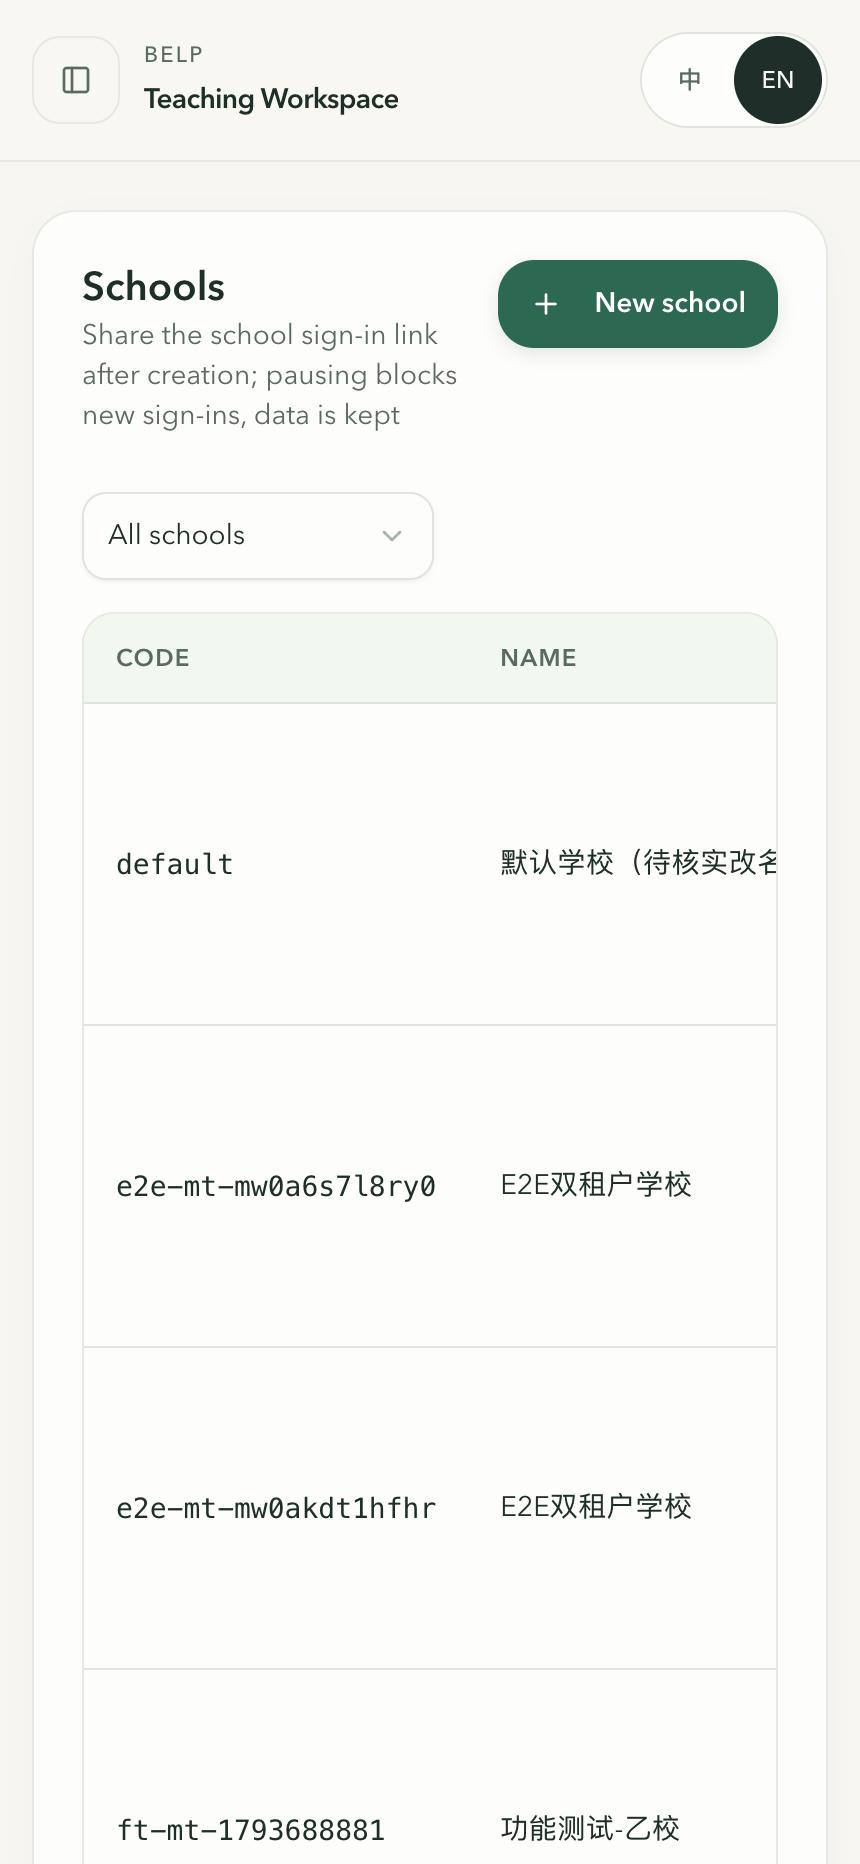 BELP
Teaching Workspace
中
EN
Schools
Share the school sign-in link
after creation; pausing blocks
new sign-ins, data is kept
New school
All schools
CODE
NAME
default
默认学校（待核实改名
e2e-mt-mw0a6s7l8ry0
E2E双租户学校
e2e-mt-mw0akdt1hfhr
E2E双租户学校
ft-mt-1793688881
功能测试-乙校